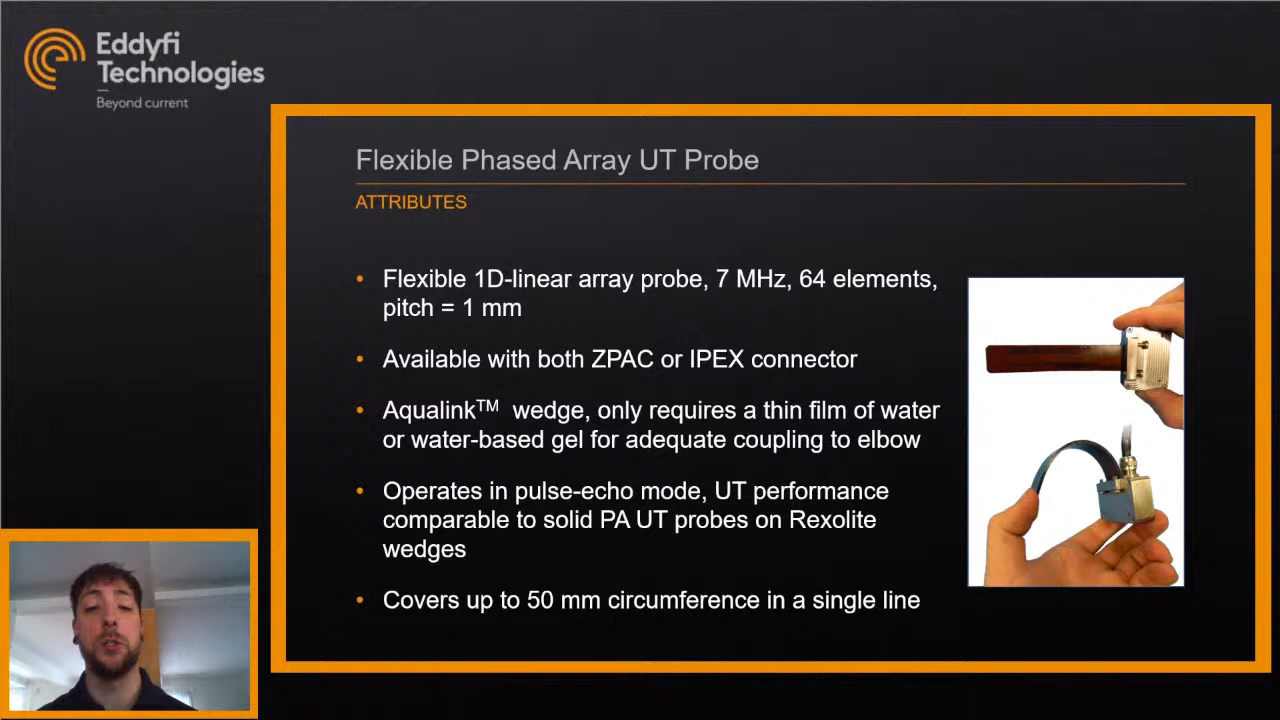 Eddyfi
Technologies
Beyond current
Flexible Phased Array UT Probe
ATTRIBUTES
• Flexible 1D-linear array probe, 7 MHz, 64 elements,
pitch = 1 mm
• Available with both ZPAC or IPEX connector
• Aqualink™ wedge, only requires a thin film of water
or water-based gel for adequate coupling to elbow
• Operates in pulse-echo mode, UT performance
comparable to solid PA UT probes on Rexolite
wedges
• Covers up to 50 mm circumference in a single line